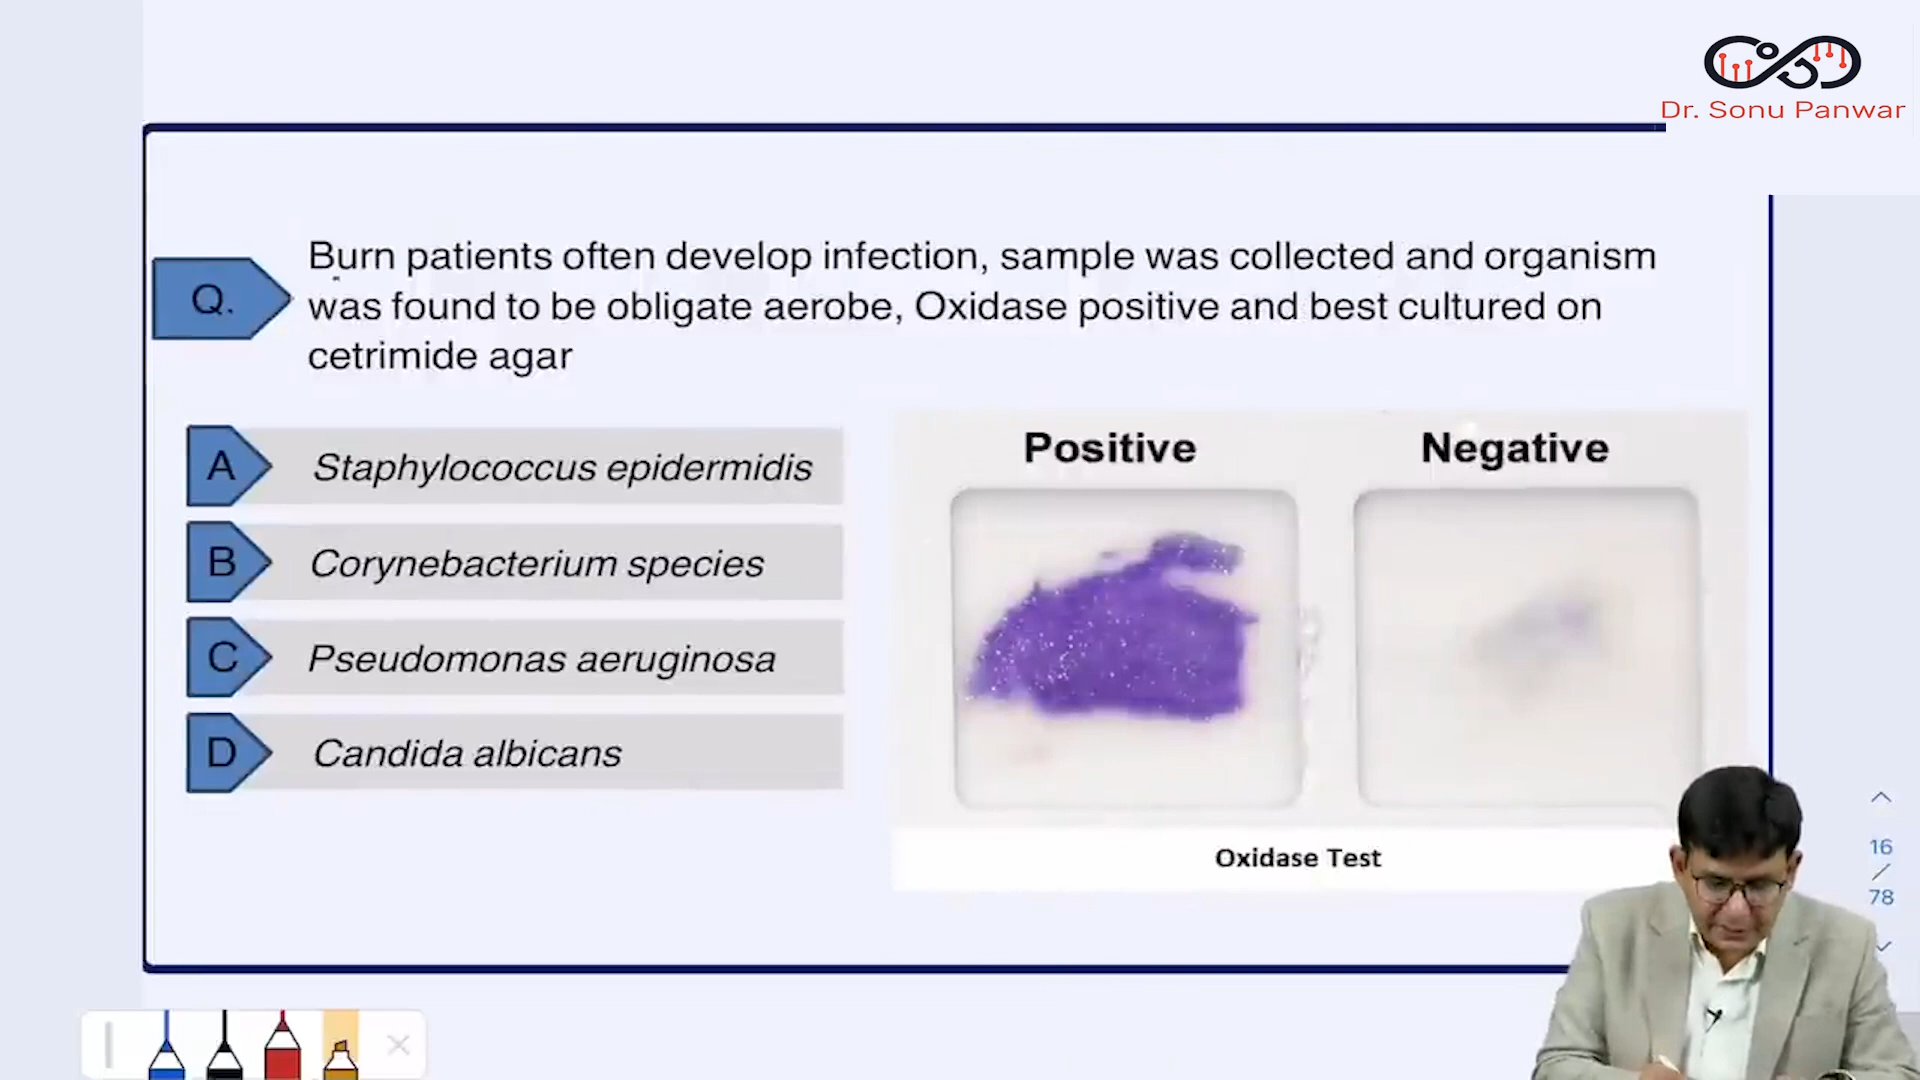 Dr. Sonu Panwar
Q.
Burn patients often develop infection, sample was collected and organism
was found to be obligate aerobe, Oxidase positive and best cultured on
cetrimide agar
A
Staphylococcus epidermidis
B
Corynebacterium species
C
Pseudomonas aeruginosa
D
Candida albicans
Positive
Negative
Oxidase Test
16
/
78